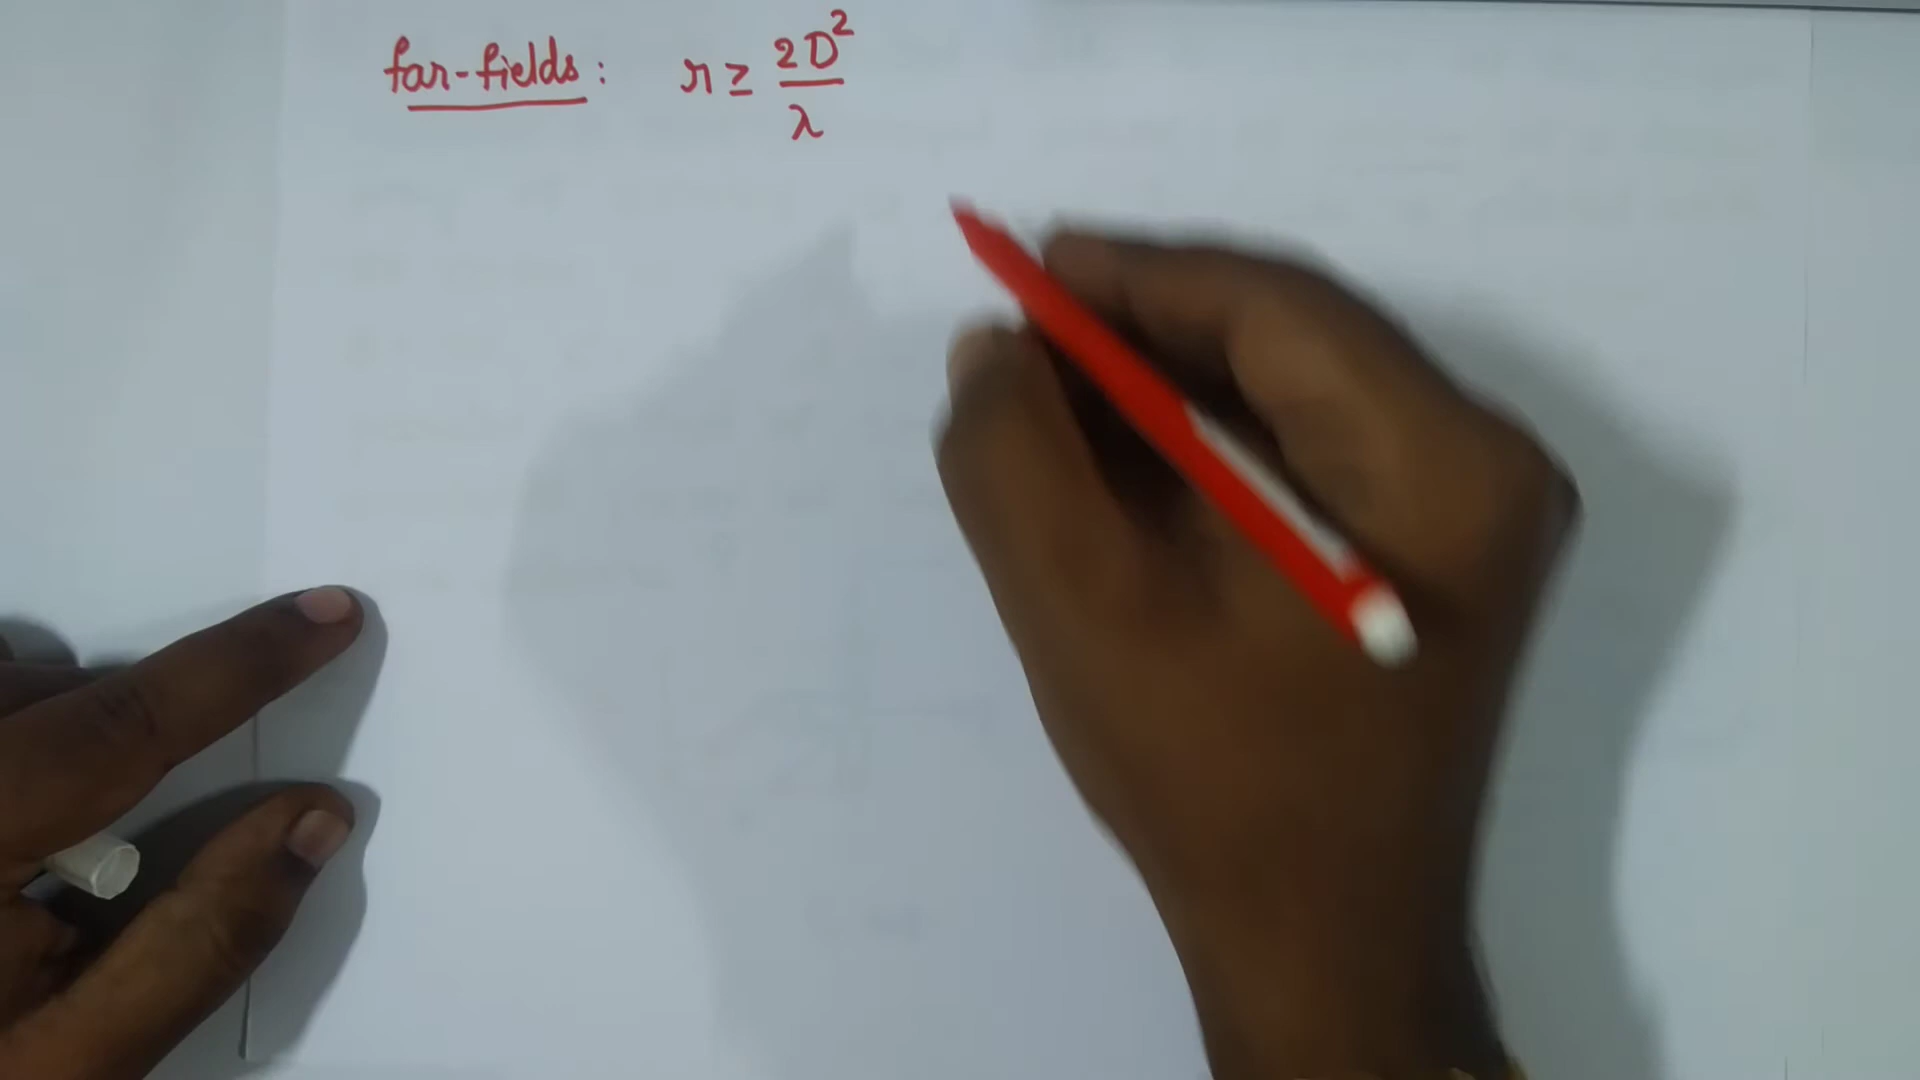 far-fields : r ≥ 2D²/λ